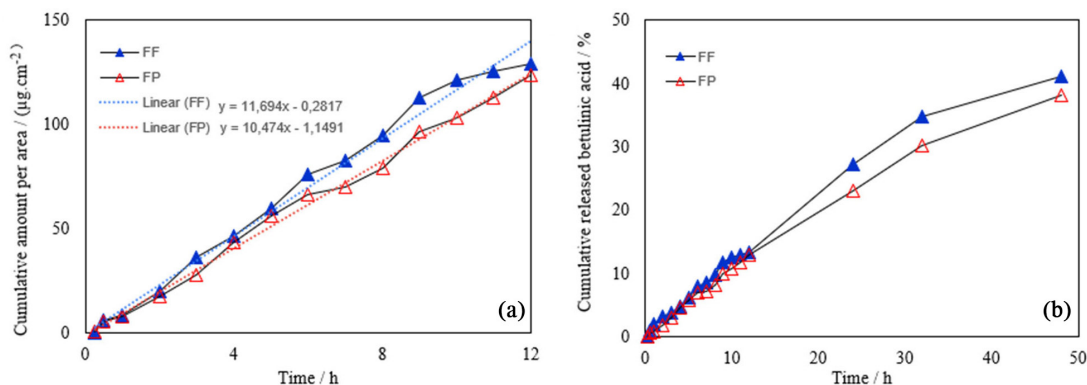 Cumulative amount per area / (µg.cm⁻²)
150
100
50
0
FF
FP
Linear (FF) y = 11,694x - 0,2817
Linear (FP) y = 10,474x - 1,1491
(a)
0 4 8 12
Time / h
Cumulative released betulinic acid / %
50
40
30
20
10
0
FF
FP
(b)
0 10 20 30 40 50
Time / h